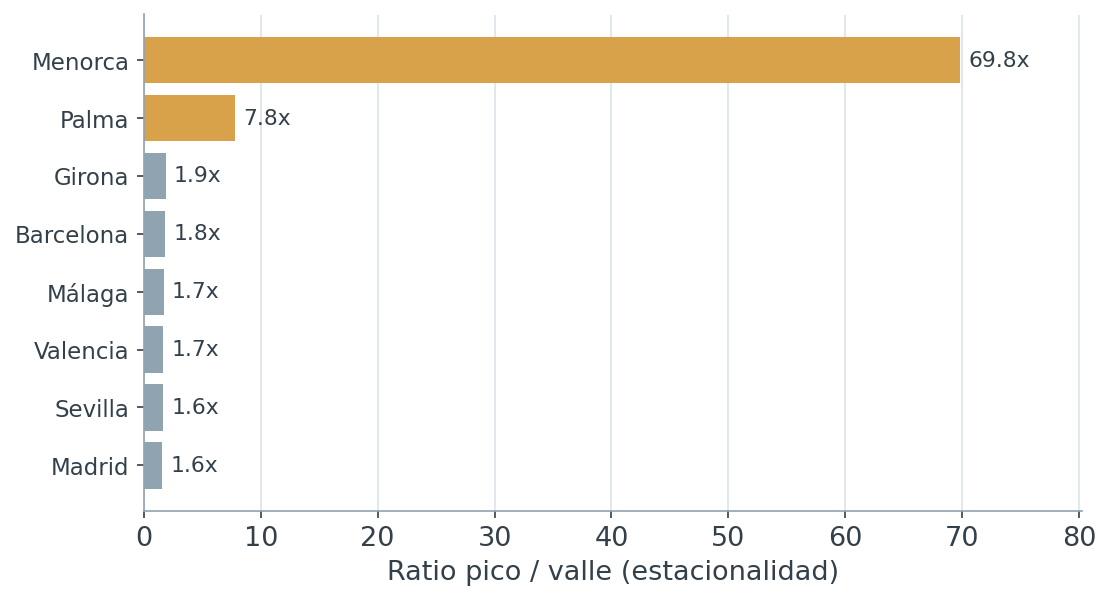 Menorca 69.8x
Palma 7.8x
Girona 1.9x
Barcelona 1.8x
Málaga 1.7x
Valencia 1.7x
Sevilla 1.6x
Madrid 1.6x
0 10 20 30 40 50 60 70 80
Ratio pico / valle (estacionalidad)